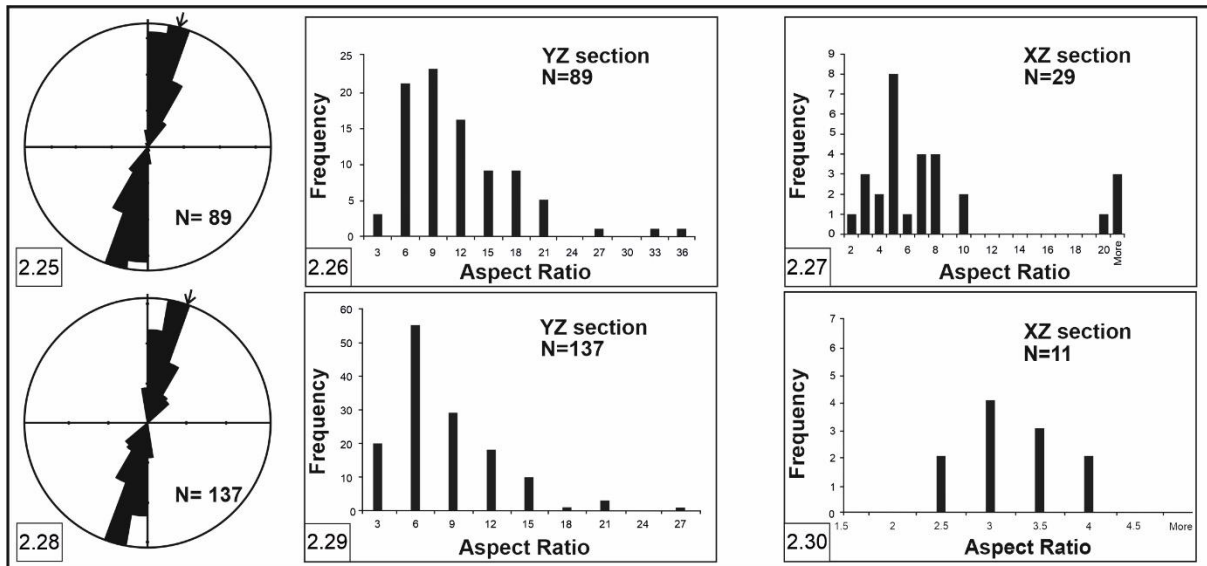 N= 89
2.25
YZ section
N=89
Frequency
25
20
15
10
5
0
3 6 9 12 15 18 21 24 27 30 33 36
Aspect Ratio
2.26
XZ section
N=29
Frequency
9
8
7
6
5
4
3
2
1
0
2 4 6 8 10 12 14 16 18 20 More
Aspect Ratio
2.27
N= 137
2.28
YZ section
N=137
Frequency
60
50
40
30
20
10
0
3 6 9 12 15 18 21 24 27
Aspect Ratio
2.29
XZ section
N=11
Frequency
7
6
5
4
3
2
1
0
1.5 2 2.5 3 3.5 4 4.5 More
Aspect Ratio
2.30